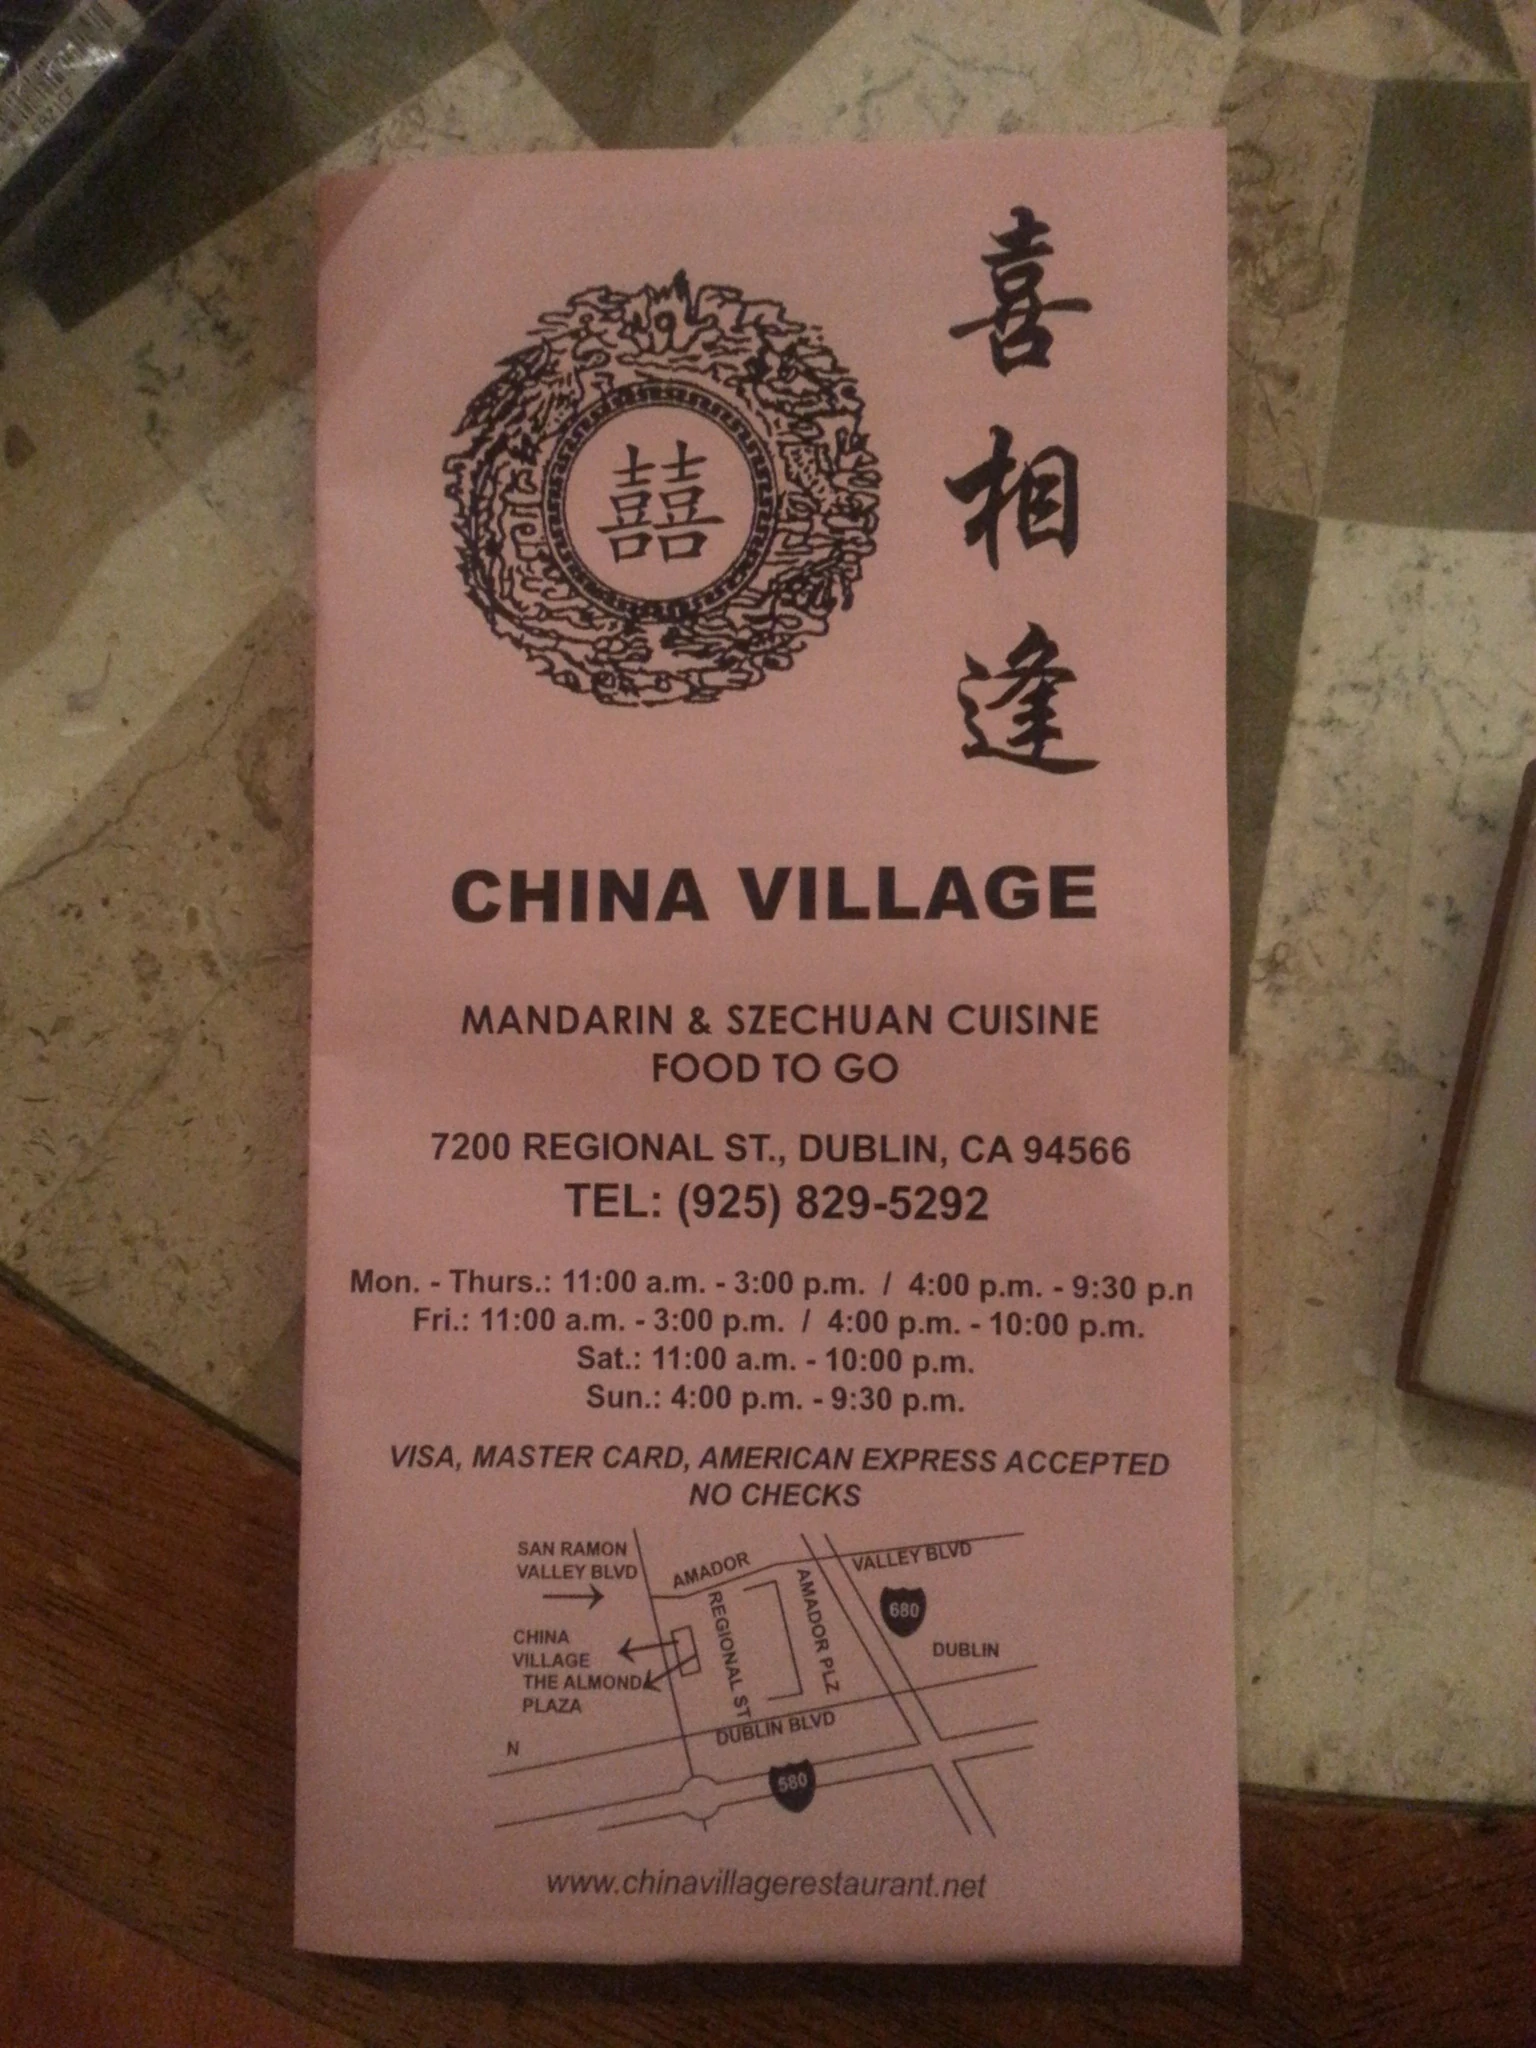 喜相逢
囍
CHINA VILLAGE
MANDARIN & SZECHUAN CUISINE
FOOD TO GO
7200 REGIONAL ST., DUBLIN, CA 94566
TEL: (925) 829-5292
Mon. - Thurs.: 11:00 a.m. - 3:00 p.m. / 4:00 p.m. - 9:30 p.n
Fri.: 11:00 a.m. - 3:00 p.m. / 4:00 p.m. - 10:00 p.m.
Sat.: 11:00 a.m. - 10:00 p.m.
Sun.: 4:00 p.m. - 9:30 p.m.
VISA, MASTER CARD, AMERICAN EXPRESS ACCEPTED
NO CHECKS
SAN RAMON
VALLEY BLVD
AMADOR
VALLEY BLVD
REGIONAL ST
AMADOR PLZ
680
CHINA
VILLAGE
THE ALMOND
PLAZA
DUBLIN
N
DUBLIN BLVD
580
www.chinavillagerestaurant.net